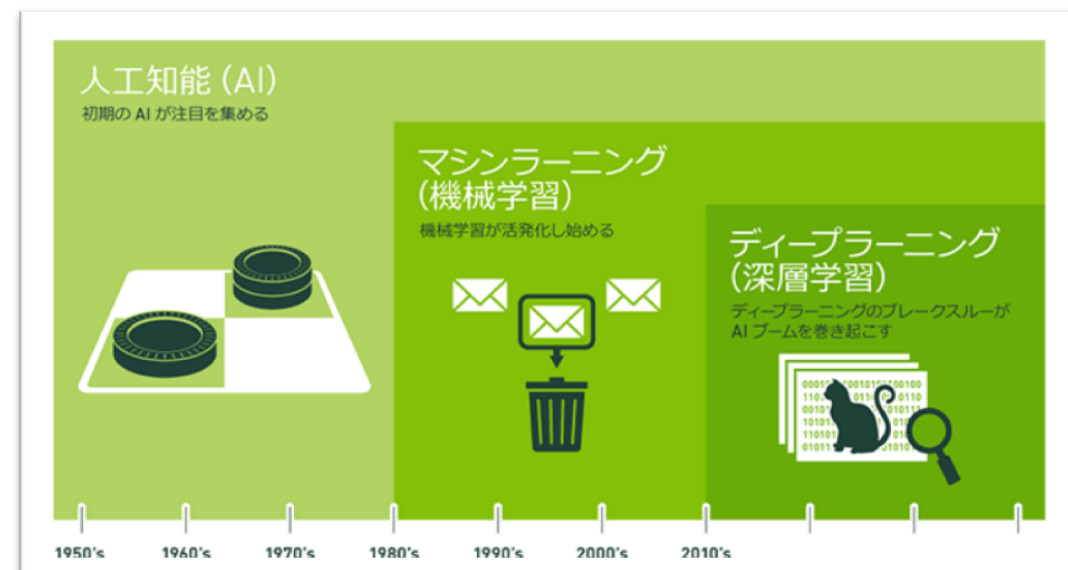 人工知能 (AI)
初期の AI が注目を集める
マシンラーニング
(機械学習)
機械学習が活発化し始める
ディープラーニング
(深層学習)
ディープラーニングのブレークスルーが
AI ブームを巻き起こす
1950's 1960's 1970's 1980's 1990's 2000's 2010's